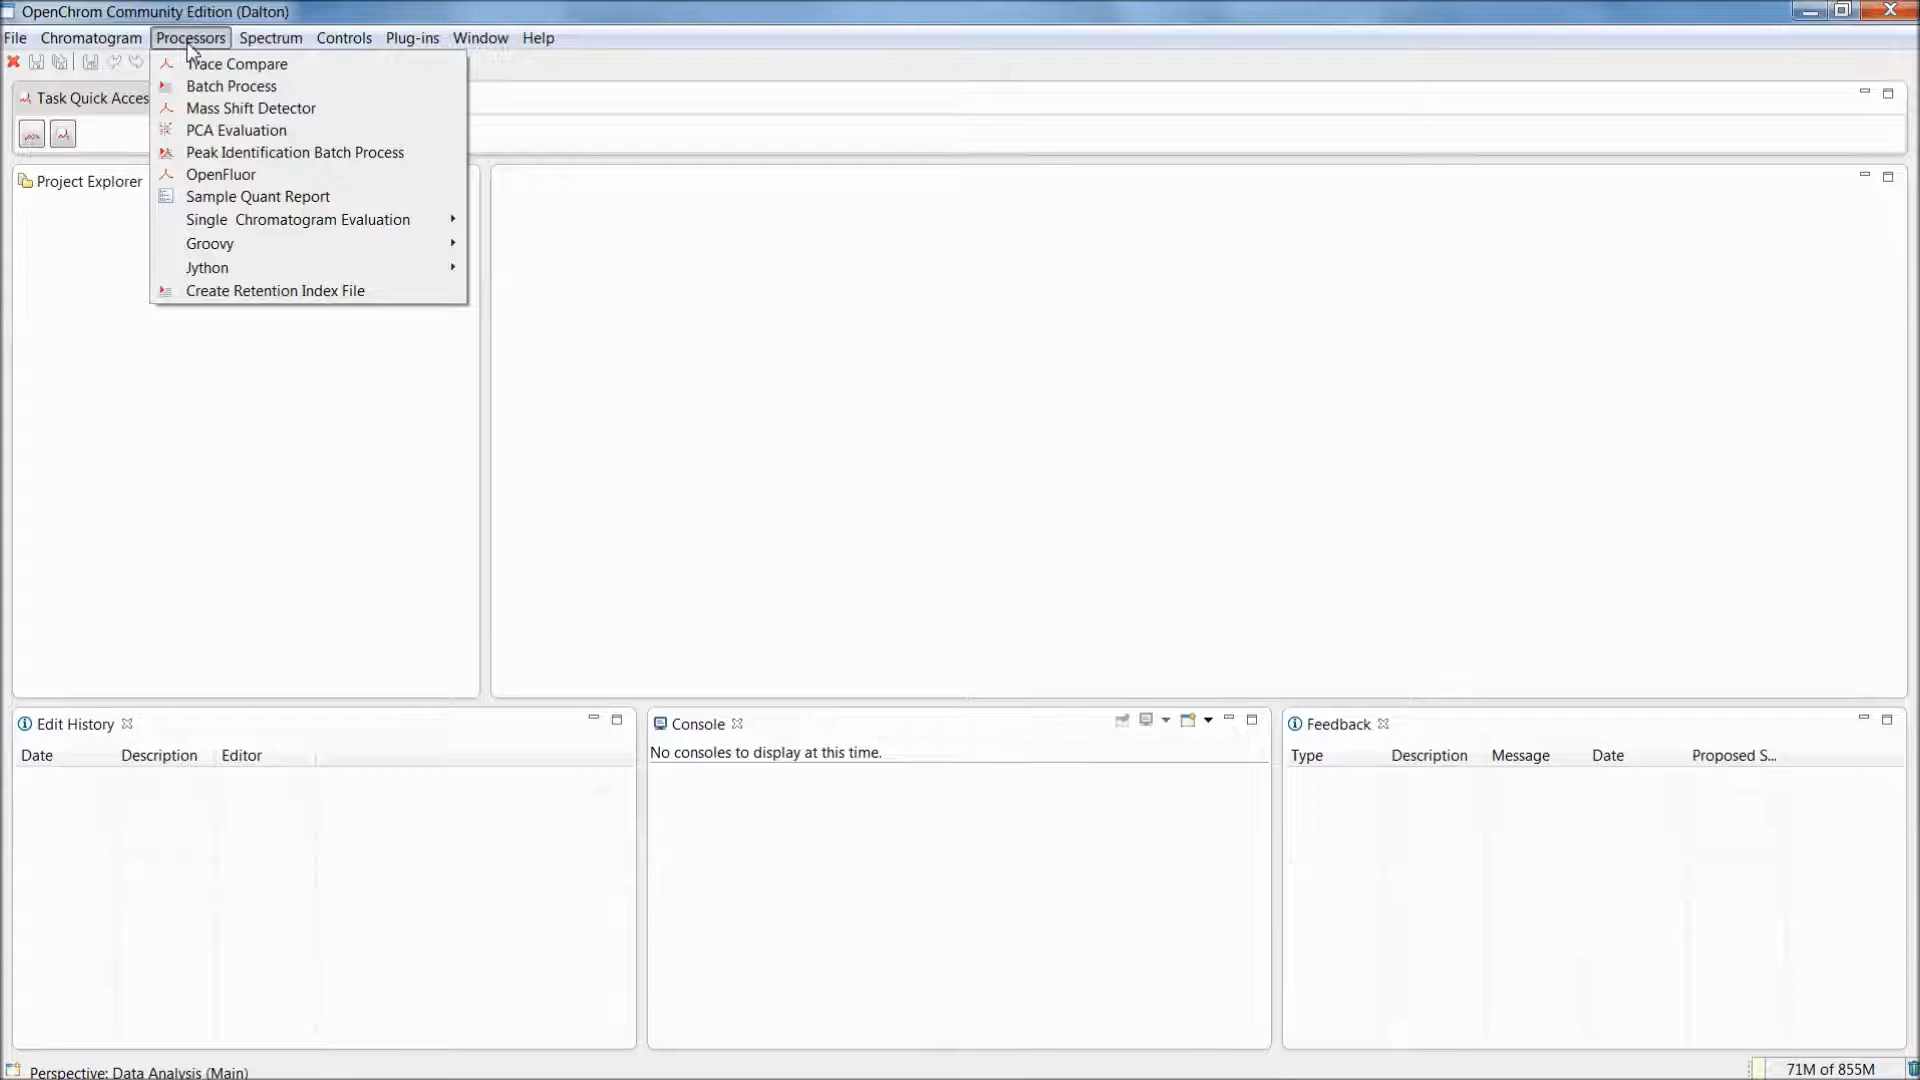 OpenChrom Community Edition (Dalton)
File Chromatogram Processors Spectrum Controls Plug-ins Window Help
Trace Compare
Batch Process
Mass Shift Detector
PCA Evaluation
Peak Identification Batch Process
OpenFluor
Sample Quant Report
Single Chromatogram Evaluation
Groovy
Jython
Create Retention Index File
Task Quick Acces
Project Explorer
Edit History
Date Description Editor
Console
No consoles to display at this time.
Feedback
Type Description Message Date Proposed S...
Perspective: Data Analysis (Main)
71M of 855M